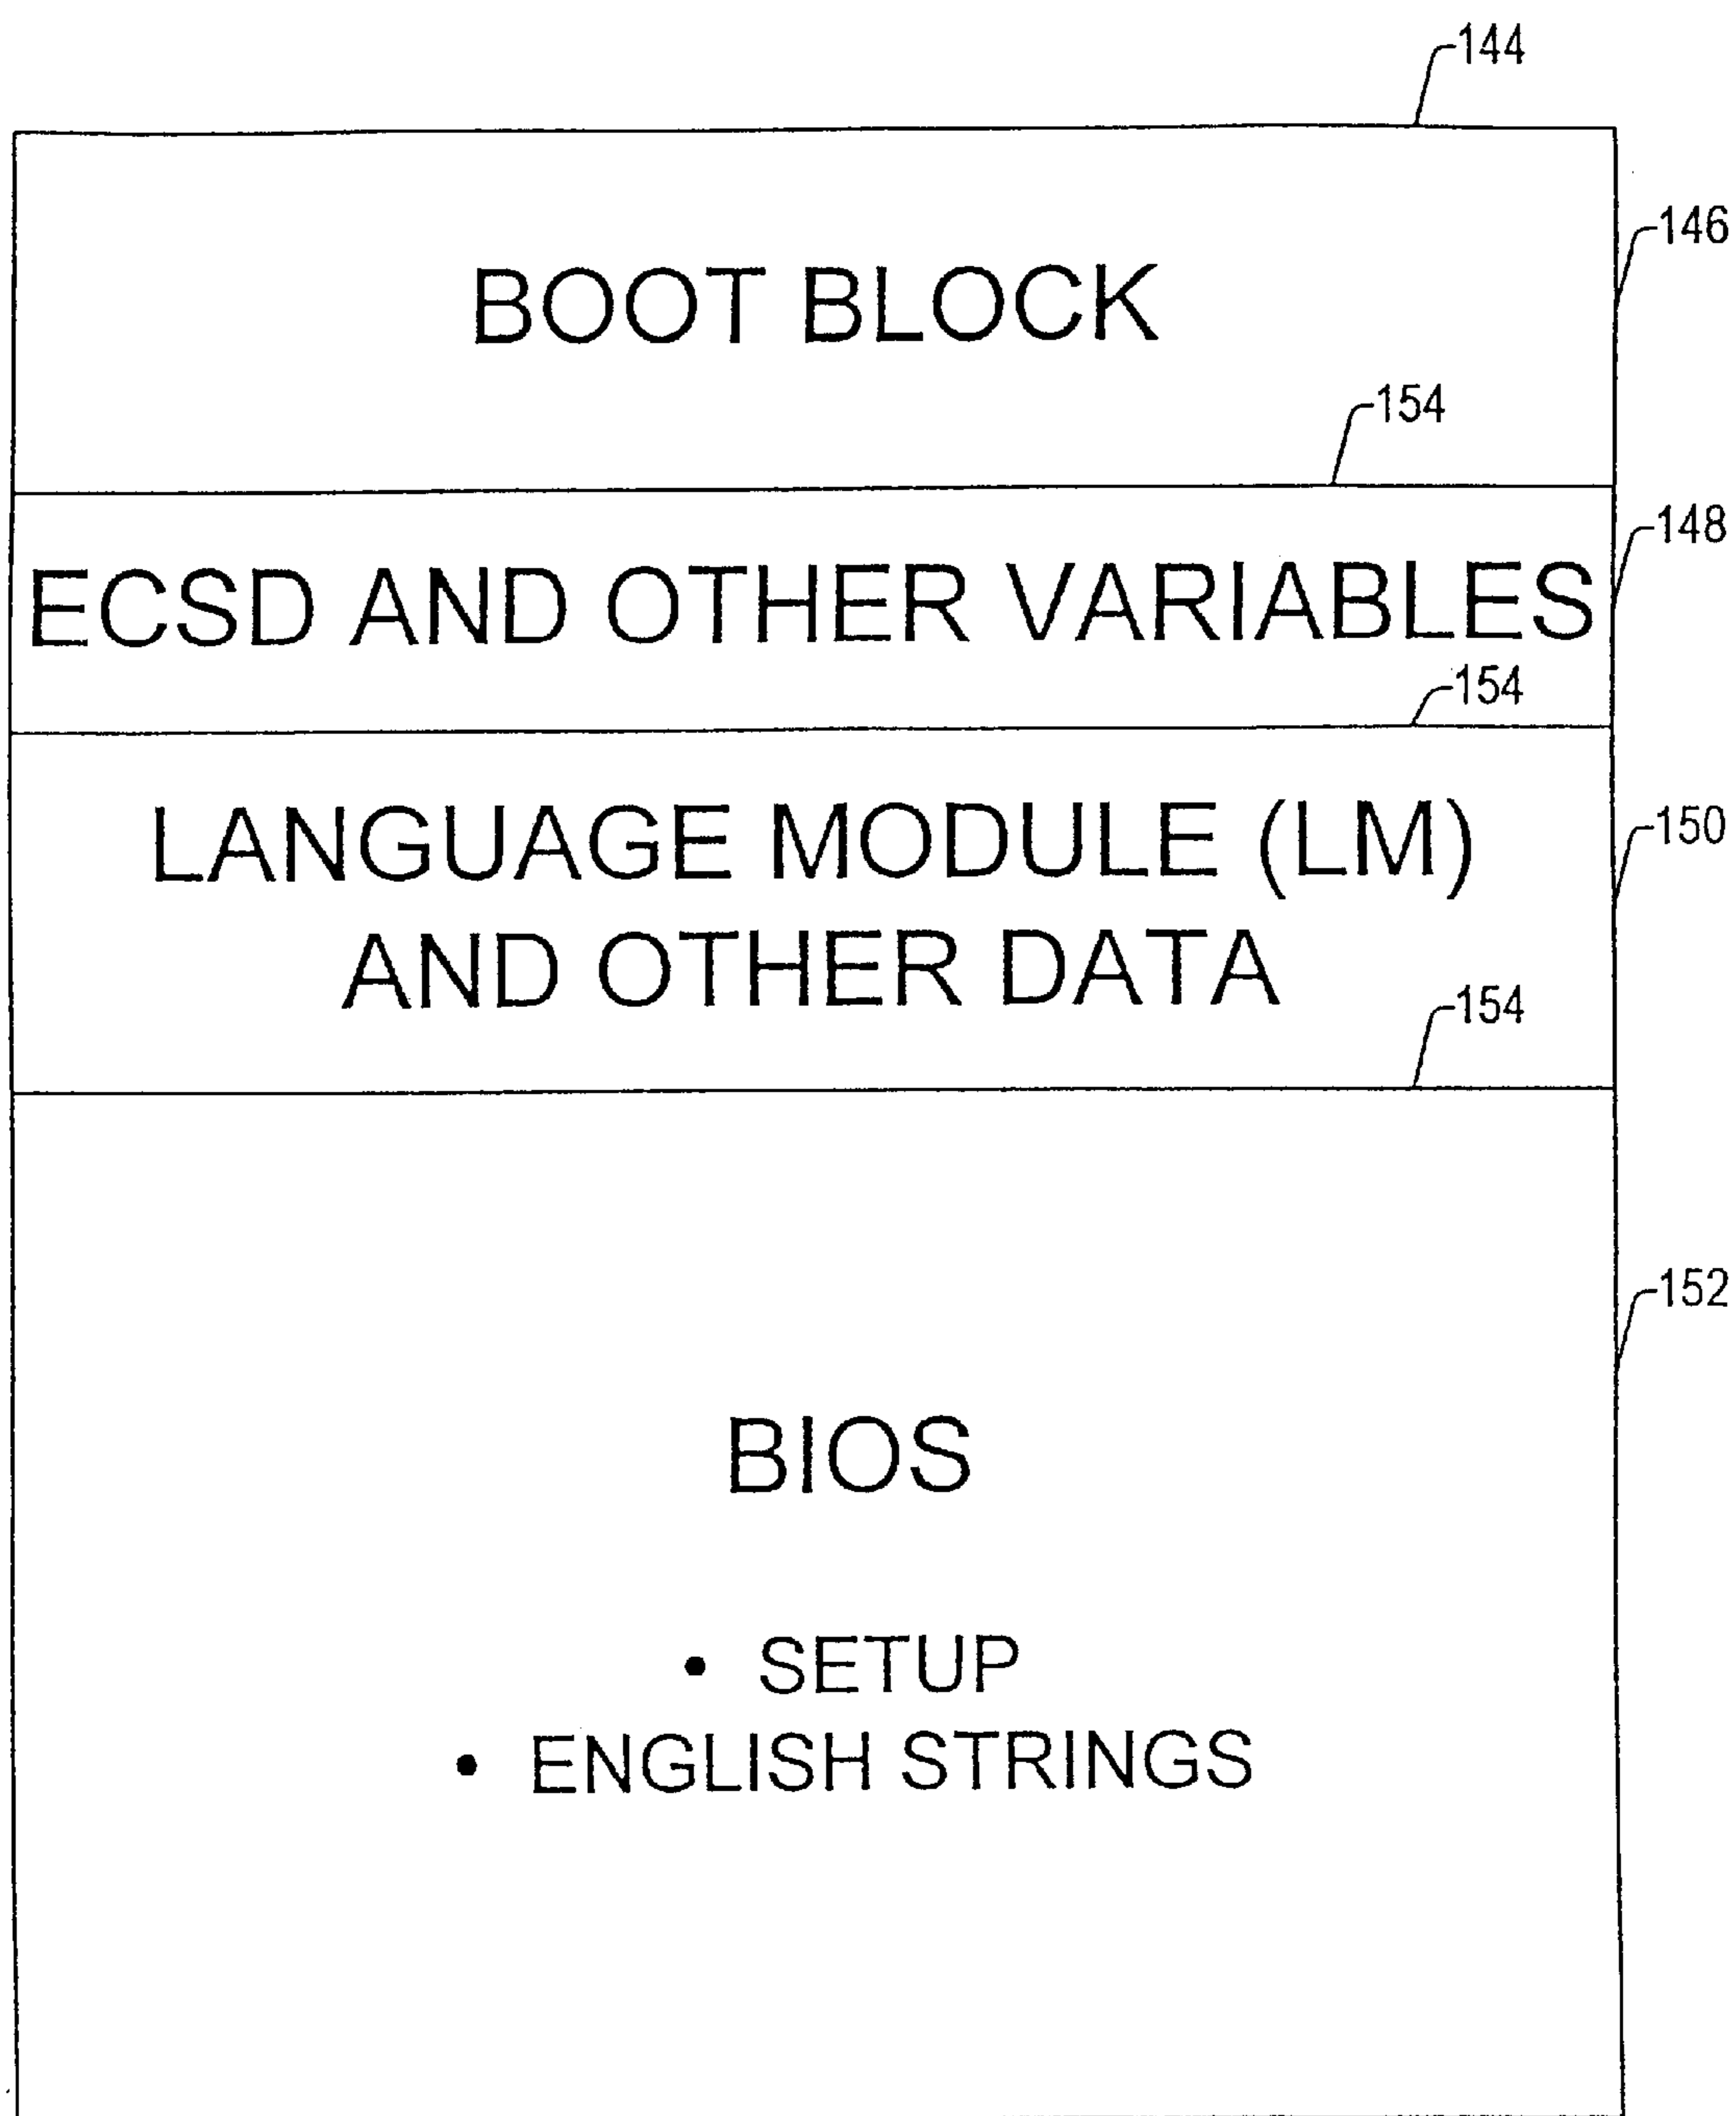 144
146
BOOT BLOCK
154
148
ECSD AND OTHER VARIABLES
154
150
LANGUAGE MODULE (LM)
AND OTHER DATA
154
152
BIOS
• SETUP
• ENGLISH STRINGS